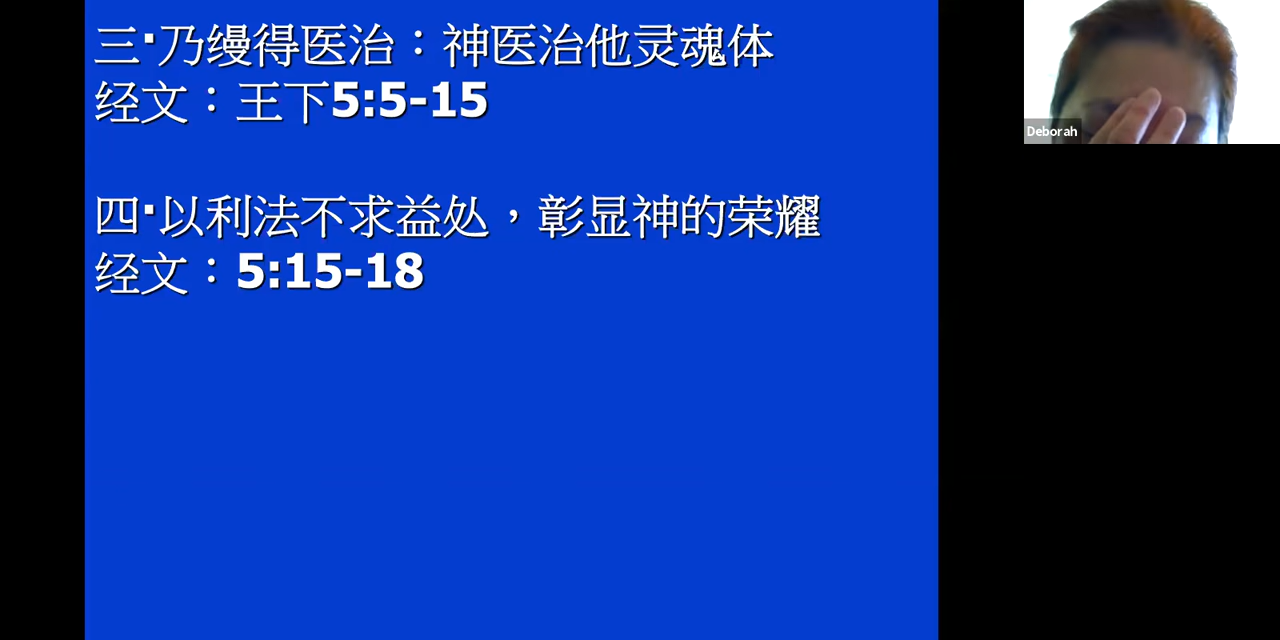 三·乃缦得医治：神医治他灵魂体
经文：王下5:5-15
四·以利法不求益处，彰显神的荣耀
经文：5:15-18
Deborah